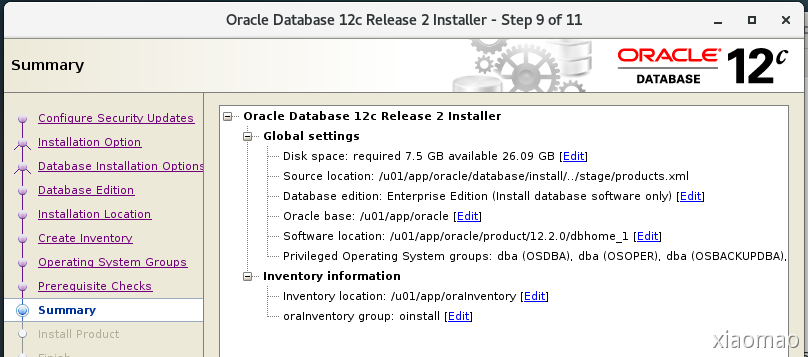 Oracle Database 12c Release 2 Installer - Step 9 of 11
Summary
ORACLE
DATABASE
12c
Configure Security Updates
Installation Option
Database Installation Options
Database Edition
Installation Location
Create Inventory
Operating System Groups
Prerequisite Checks
Summary
Install Product
Finish
Oracle Database 12c Release 2 Installer
Global settings
Disk space: required 7.5 GB available 26.09 GB [Edit]
Source location: /u01/app/oracle/database/install/../stage/products.xml
Database edition: Enterprise Edition (Install database software only) [Edit]
Oracle base: /u01/app/oracle [Edit]
Software location: /u01/app/oracle/product/12.2.0/dbhome_1 [Edit]
Privileged Operating System groups: dba (OSDBA), dba (OSOPER), dba (OSBACKUPDBA),
Inventory information
Inventory location: /u01/app/oraInventory [Edit]
oraInventory group: oinstall [Edit]
xiaomap